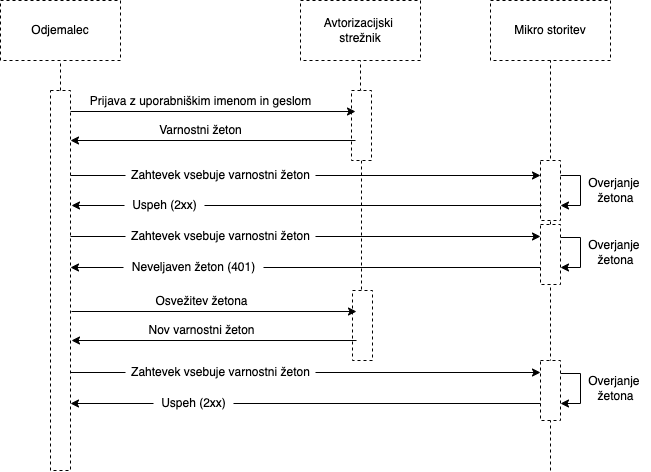 Odjemalec
Avtorizacijski
strežnik
Mikro storitev
Prijava z uporabniškim imenom in geslom
Varnostni žeton
Zahtevek vsebuje varnostni žeton
Overjanje
žetona
Uspeh (2xx)
Zahtevek vsebuje varnostni žeton
Overjanje
žetona
Neveljaven žeton (401)
Osvežitev žetona
Nov varnostni žeton
Zahtevek vsebuje varnostni žeton
Overjanje
žetona
Uspeh (2xx)